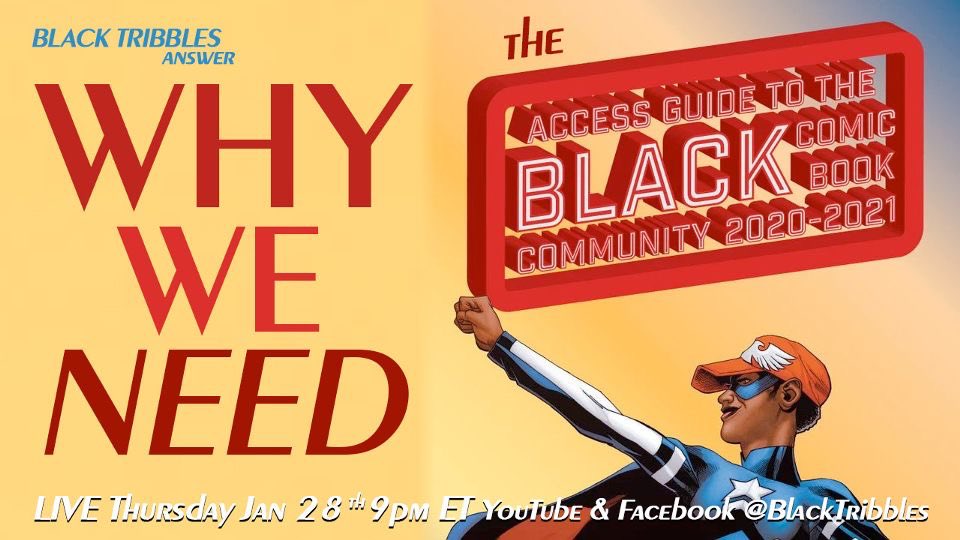 BLACK TRIBBLES
ANSWER
WHY
WE
NEED
THE
ACCESS GUIDE TO THE
BLACK COMIC
BOOK
COMMUNITY 2020-2021
LIVE Thursday Jan 28th 9pm ET YouTube & Facebook @BlackTribbles